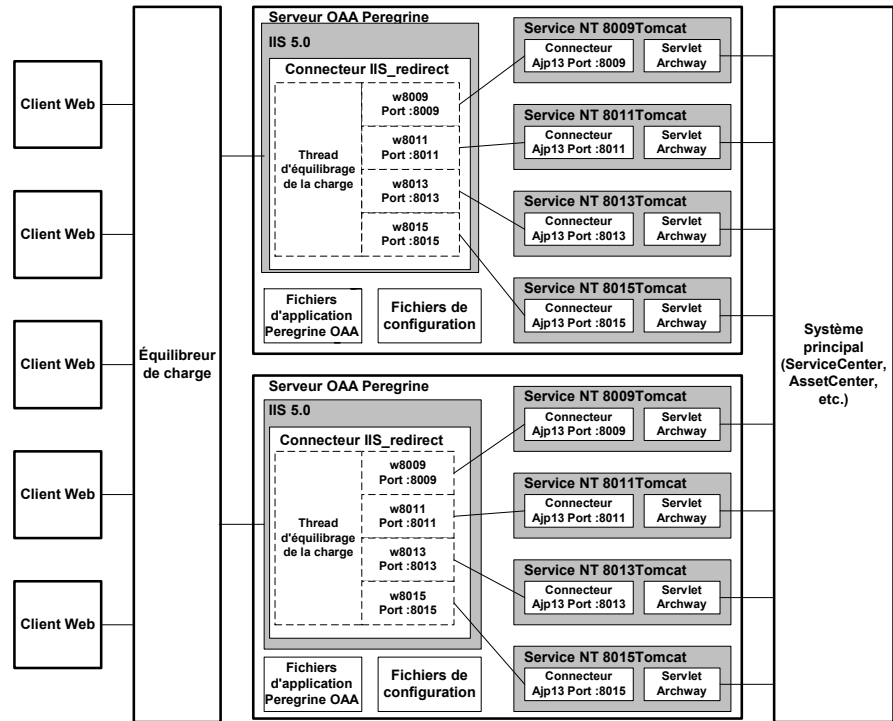 Client Web
Client Web
Client Web
Client Web
Client Web
Équilibreur
de charge
Serveur OAA Peregrine
IIS 5.0
Connecteur IIS_redirect
Thread
d'équilibrage
de la charge
w8009
Port :8009
w8011
Port :8011
w8013
Port :8013
w8015
Port :8015
Fichiers
d'application
Peregrine OAA
Fichiers de
configuration
Service NT 8009Tomcat
Connecteur
Ajp13 Port :8009
Servlet
Archway
Service NT 8011Tomcat
Connecteur
Ajp13 Port :8011
Servlet
Archway
Service NT 8013Tomcat
Connecteur
Ajp13 Port :8013
Servlet
Archway
Service NT 8015Tomcat
Connecteur
Ajp13 Port :8015
Servlet
Archway
Serveur OAA Peregrine
IIS 5.0
Connecteur IIS_redirect
Thread
d'équilibrage
de la charge
w8009
Port :8009
w8011
Port :8011
w8013
Port :8013
w8015
Port :8015
Fichiers
d'application
Peregrine OAA
Fichiers de
configuration
Service NT 8009Tomcat
Connecteur
Ajp13 Port :8009
Servlet
Archway
Service NT 8011Tomcat
Connecteur
Ajp13 Port :8011
Servlet
Archway
Service NT 8013Tomcat
Connecteur
Ajp13 Port :8013
Servlet
Archway
Service NT 8015Tomcat
Connecteur
Ajp13 Port :8015
Servlet
Archway
Système
principal
(ServiceCenter,
AssetCenter,
etc.)